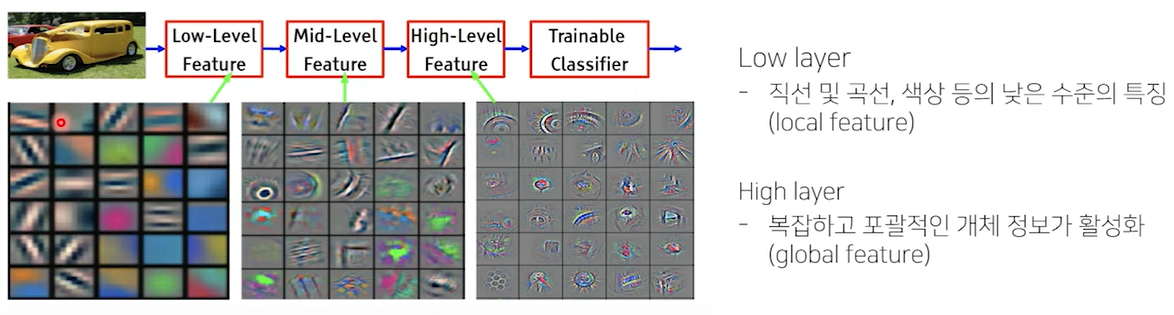 Low-Level
Feature
Mid-Level
Feature
High-Level
Feature
Trainable
Classifier
Low layer
- 직선 및 곡선, 색상 등의 낮은 수준의 특징
(local feature)
High layer
- 복잡하고 포괄적인 개체 정보가 활성화
(global feature)